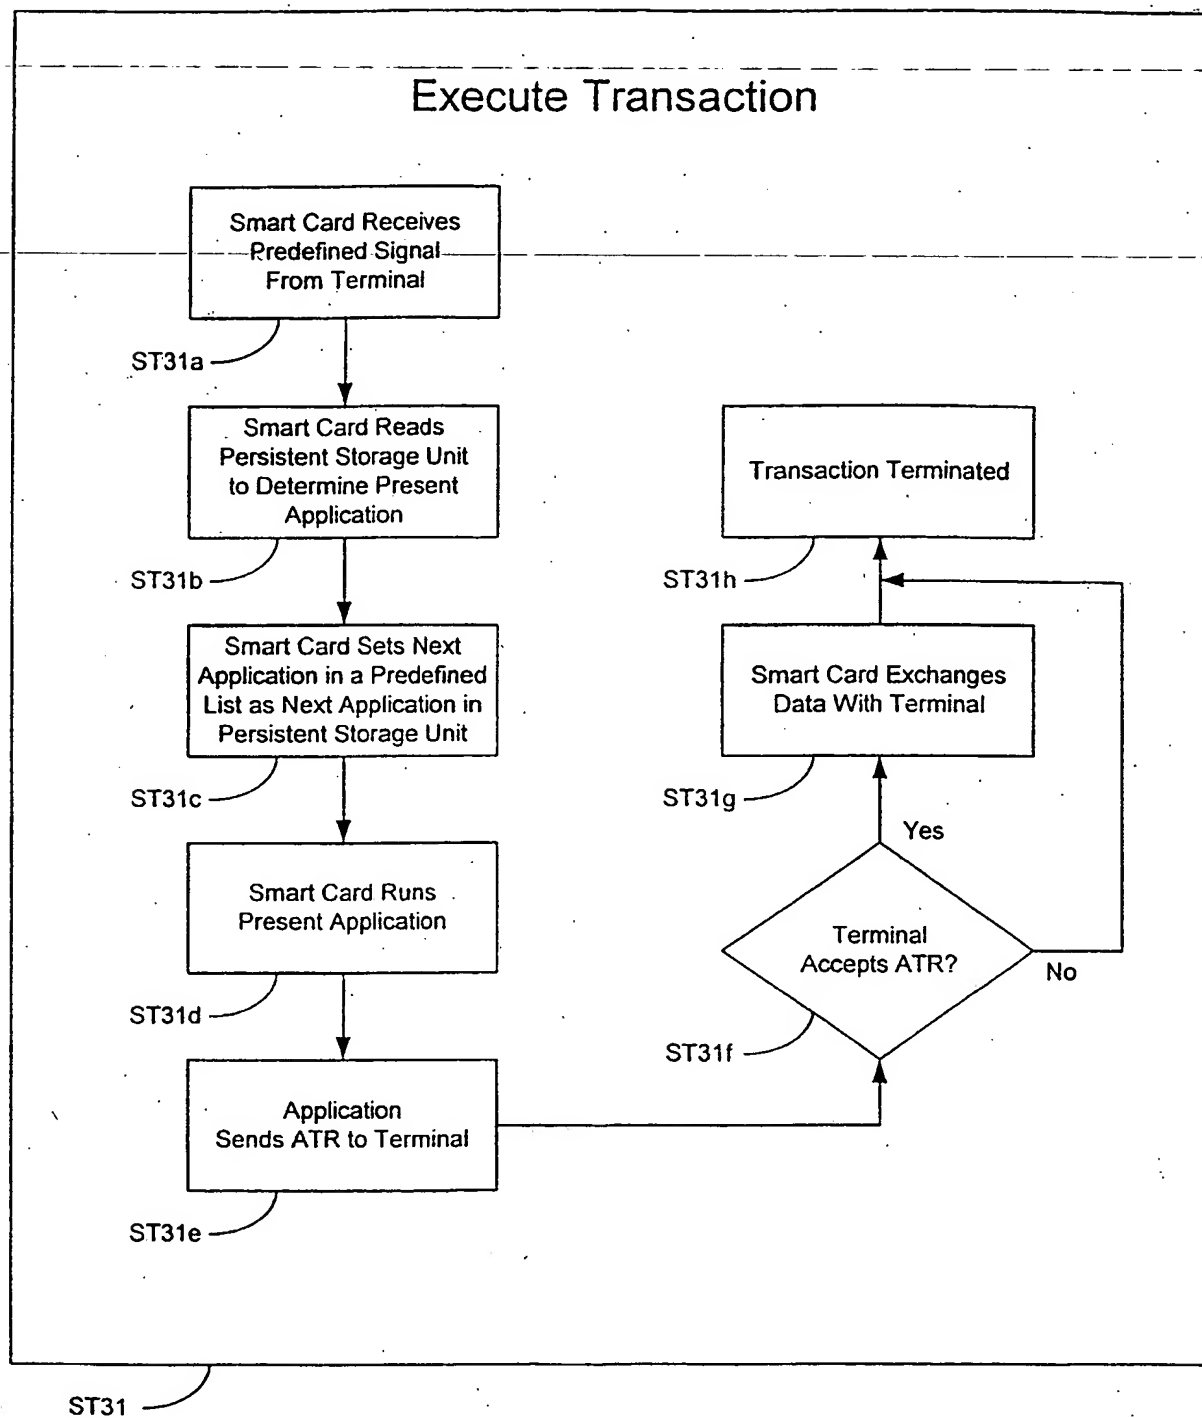 Execute Transaction
Smart Card Receives
Predefined Signal
From Terminal
ST31a
Smart Card Reads
Persistent Storage Unit
to Determine Present
Application
ST31b
Smart Card Sets Next
Application in a Predefined
List as Next Application in
Persistent Storage Unit
ST31c
Smart Card Runs
Present Application
ST31d
Application
Sends ATR to Terminal
ST31e
Terminal
Accepts ATR?
ST31f
Yes
No
Smart Card Exchanges
Data With Terminal
ST31g
Transaction Terminated
ST31h
ST31